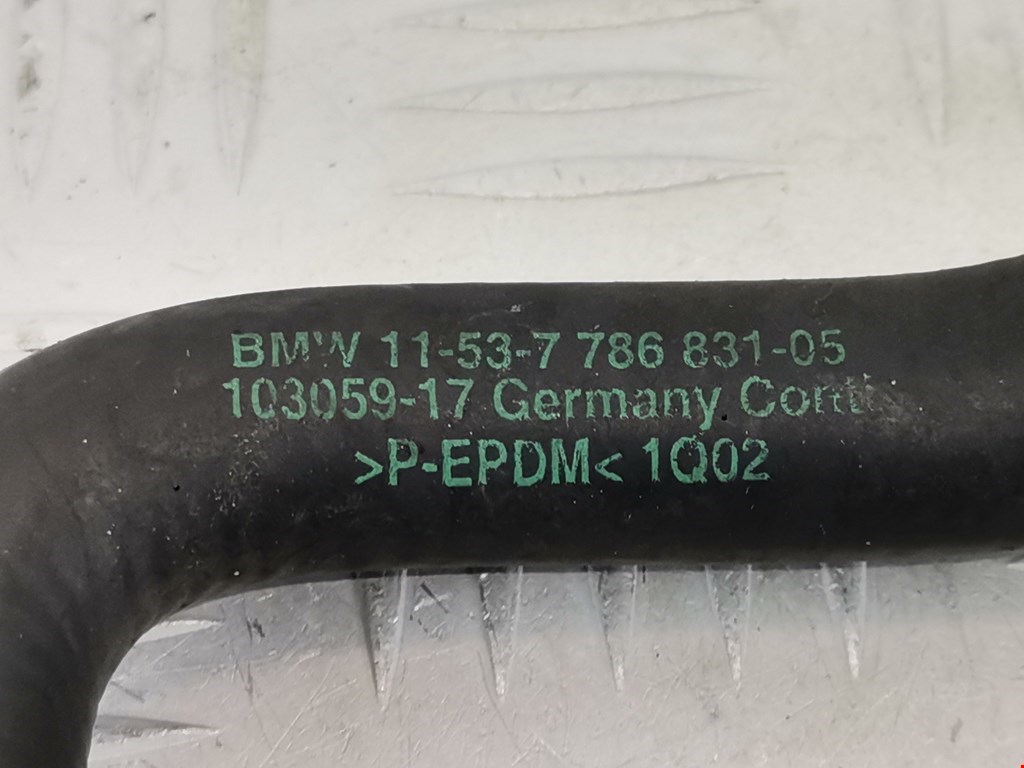 BMW 11-53-7 786 831-05
103059-17 Germany
>P-EPDM< 1Q02